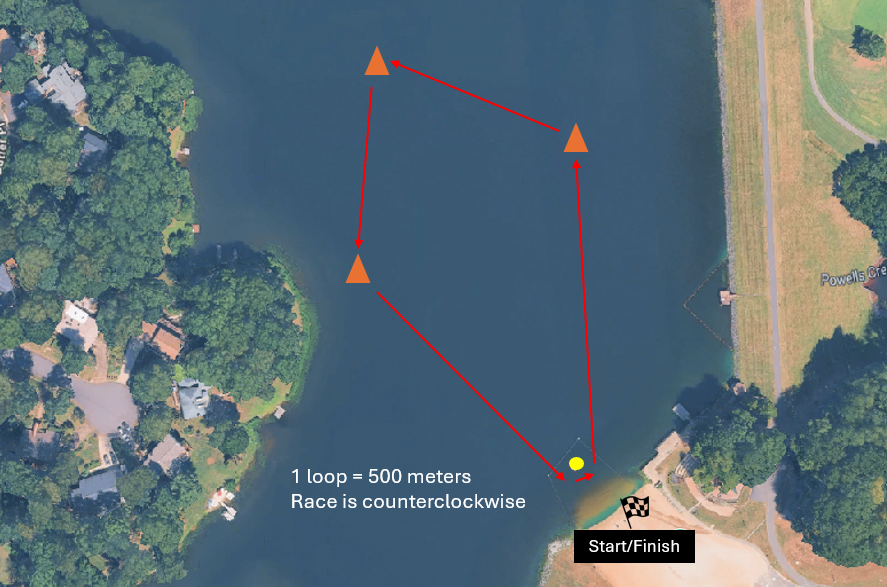 Powells Cre
1 loop = 500 meters
Race is counterclockwise
Start/Finish